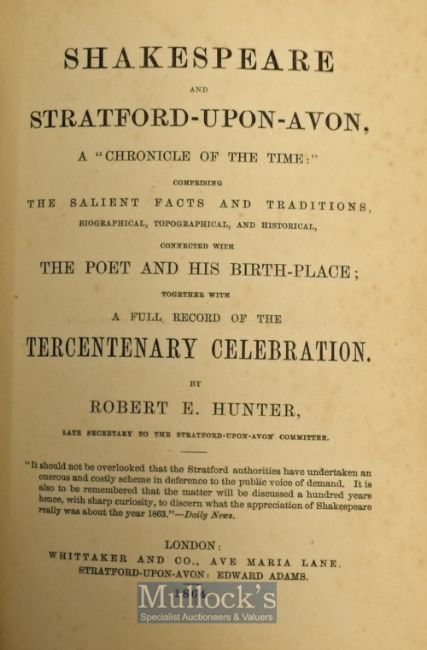 SHAKESPEARE
AND
STRATFORD-UPON-AVON,
A "CHRONICLE OF THE TIME:"
COMPRISING
THE SALIENT FACTS AND TRADITIONS,
BIOGRAPHICAL, TOPOGRAPHICAL, AND HISTORICAL,
CONNECTED WITH
THE POET AND HIS BIRTH-PLACE;
TOGETHER WITH
A FULL RECORD OF THE
TERCENTENARY CELEBRATION.
BY
ROBERT E. HUNTER,
LATE SECRETARY TO THE STRATFORD-UPON-AVON COMMITTEE.
"It should not be overlooked that the Stratford authorities have undertaken an
onerous and costly scheme in deference to the public voice of demand. It is
also to be remembered that the matter will be discussed a hundred years
hence, with sharp curiosity, to discern what the appreciation of Shakespeare
really was about the year 1863."—Daily News.
LONDON:
WHITTAKER AND CO., AVE MARIA LANE.
STRATFORD-UPON-AVON: EDWARD ADAMS.
1864
Mullock's
Specialist Auctioneers & Valuers